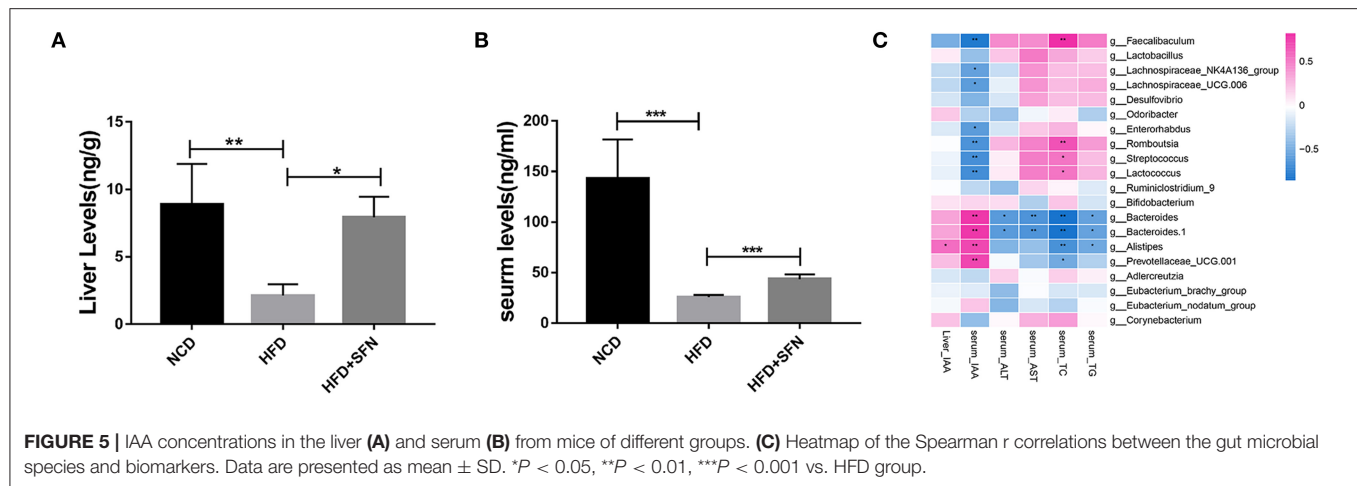 A
Liver Levels(ng/g)
15
10
5
0
**
*
NCD
HFD
HFD+SFN
B
seurm levels(ng/ml)
200
150
100
50
0
***
***
NCD
HFD
HFD+SFN
C
** ** g__Faecalibaculum
g__Lactobacillus
* g__Lachnospiraceae_NK4A136_group
* g__Lachnospiraceae_UCG.006
g__Desulfovibrio
g__Odoribacter
* g__Enterorhabdus
** ** g__Romboutsia
** * g__Streptococcus
** * g__Lactococcus
g__Ruminiclostridium_9
g__Bifidobacterium
** * ** ** * g__Bacteroides
** * ** ** * g__Bacteroides.1
* ** ** * g__Alistipes
** * g__Prevotellaceae_UCG.001
g__Adlercreutzia
g__Eubacterium_brachy_group
g__Eubacterium_nodatum_group
g__Corynebacterium
Liver_IAA
serum_IAA
serum_ALT
serum_AST
serum_TC
serum_TG
0.5
0
−0.5
FIGURE 5 | IAA concentrations in the liver (A) and serum (B) from mice of different groups. (C) Heatmap of the Spearman r correlations between the gut microbial
species and biomarkers. Data are presented as mean ± SD. *P < 0.05, **P < 0.01, ***P < 0.001 vs. HFD group.